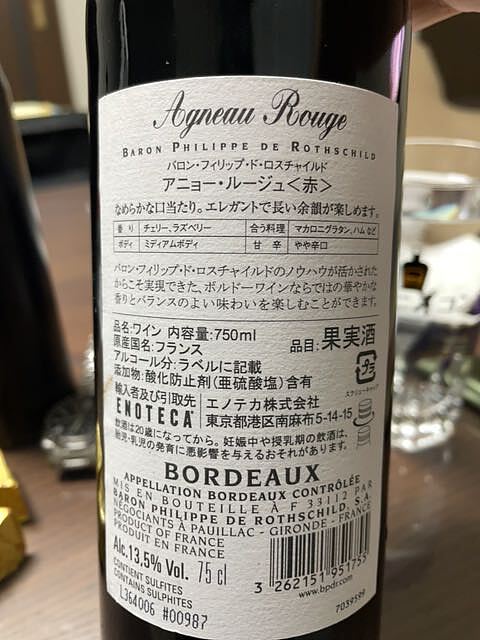 Agneau Rouge
BARON PHILIPPE DE ROTHSCHILD
バロン・フィリップ・ド・ロスチャイルド
アニョー・ルージュ<赤>
なめらかな口当たり。エレガントで長い余韻が楽しめます。
香り チェリー、ラズベリー 合う料理 マカロニグラタン、ハムなど
ボディ ミディアムボディ 甘辛 やや辛口
バロン・フィリップ・ド・ロスチャイルドのノウハウが活かされた
からこそ実現できた、ボルドーワインならではの華やかな
香りとバランスのよい味わいを楽しむことができます。
品名:ワイン 内容量:750ml
原産国名:フランス 品目:果実酒
アルコール分:ラベルに記載
添加物:酸化防止剤(亜硫酸塩)含有
輸入者及び引取先 エノテカ株式会社
ENOTECA 東京都港区南麻布5-14-15
スクリューキャップ
飲酒は20歳になってから。妊娠中や授乳期の飲酒は、
胎児・乳児の発育に悪影響を与えるおそれがあります。
BORDEAUX
APPELLATION BORDEAUX CONTRÔLÉE
MIS EN BOUTEILLE À F 33112 PAR
BARON PHILIPPE DE ROTHSCHILD, S.A.
NÉGOCIANTS À PAUILLAC - GIRONDE - FRANCE
PRODUCT OF FRANCE
PRODUIT EN FRANCE
Alc.13,5% Vol. 75 cl
CONTIENT SULFITES
CONTAINS SULPHITES
L364006 #00987
3 262151 951755
www.bpdr.com
7039599